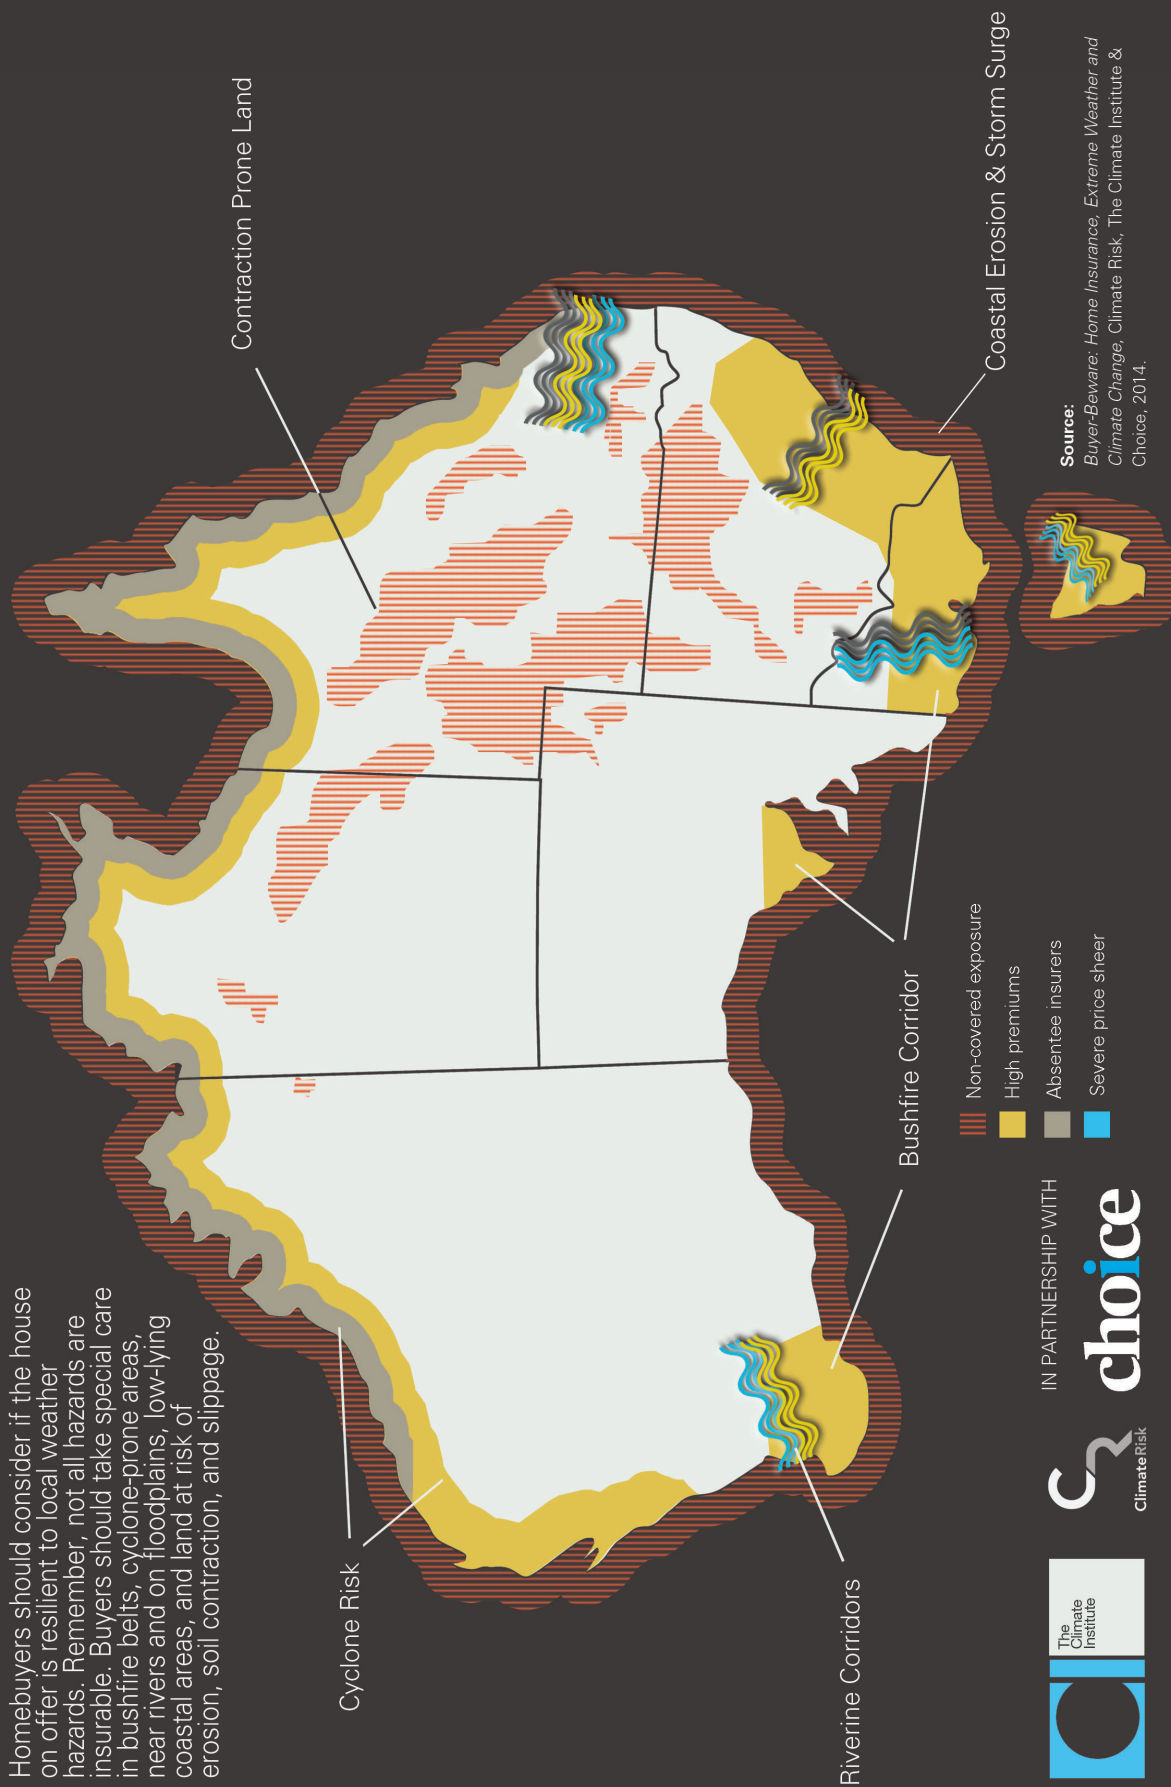 Homebuyers should consider if the house
on offer is resilient to local weather
hazards. Remember, not all hazards are
insurable. Buyers should take special care
in bushfire belts, cyclone-prone areas,
near rivers and on floodplains, low-lying
coastal areas, and land at risk of
erosion, soil contraction, and slippage.
Contraction Prone Land
Cyclone Risk
Riverine Corridors
Bushfire Corridor
Coastal Erosion & Storm Surge
Non-covered exposure
High premiums
Absentee insurers
Severe price sheer
Source:
Buyer-Beware: Home Insurance, Extreme Weather and
Climate Change, Climate Risk, The Climate Institute &
Choice, 2014.
The
Climate
Institute
CR
ClimateRisk
IN PARTNERSHIP WITH
choice